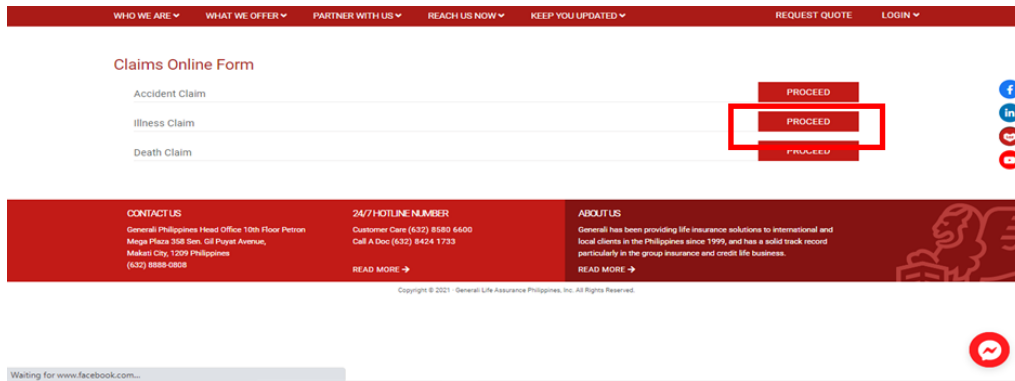 WHO WE ARE WHAT WE OFFER PARTNER WITH US REACH US NOW KEEP YOU UPDATED REQUEST QUOTE LOGIN
Claims Online Form
Accident Claim PROCEED
Illness Claim PROCEED
Death Claim PROCEED
CONTACT US
Generali Philippines Head Office 10th Floor Petron
Mega Plaza 358 Sen. Gil Puyat Avenue,
Makati City, 1209 Philippines
(632) 8888-0808
24/7 HOTLINE NUMBER
Customer Care (632) 8580 6600
Call A Doc (632) 8424 1733
READ MORE →
ABOUT US
Generali has been providing life insurance solutions to international and
local clients in the Philippines since 1999, and has a solid track record
particularly in the group insurance and credit life business.
READ MORE →
Copyright © 2021 · Generali Life Assurance Philippines, Inc. All Rights Reserved.
Waiting for www.facebook.com...